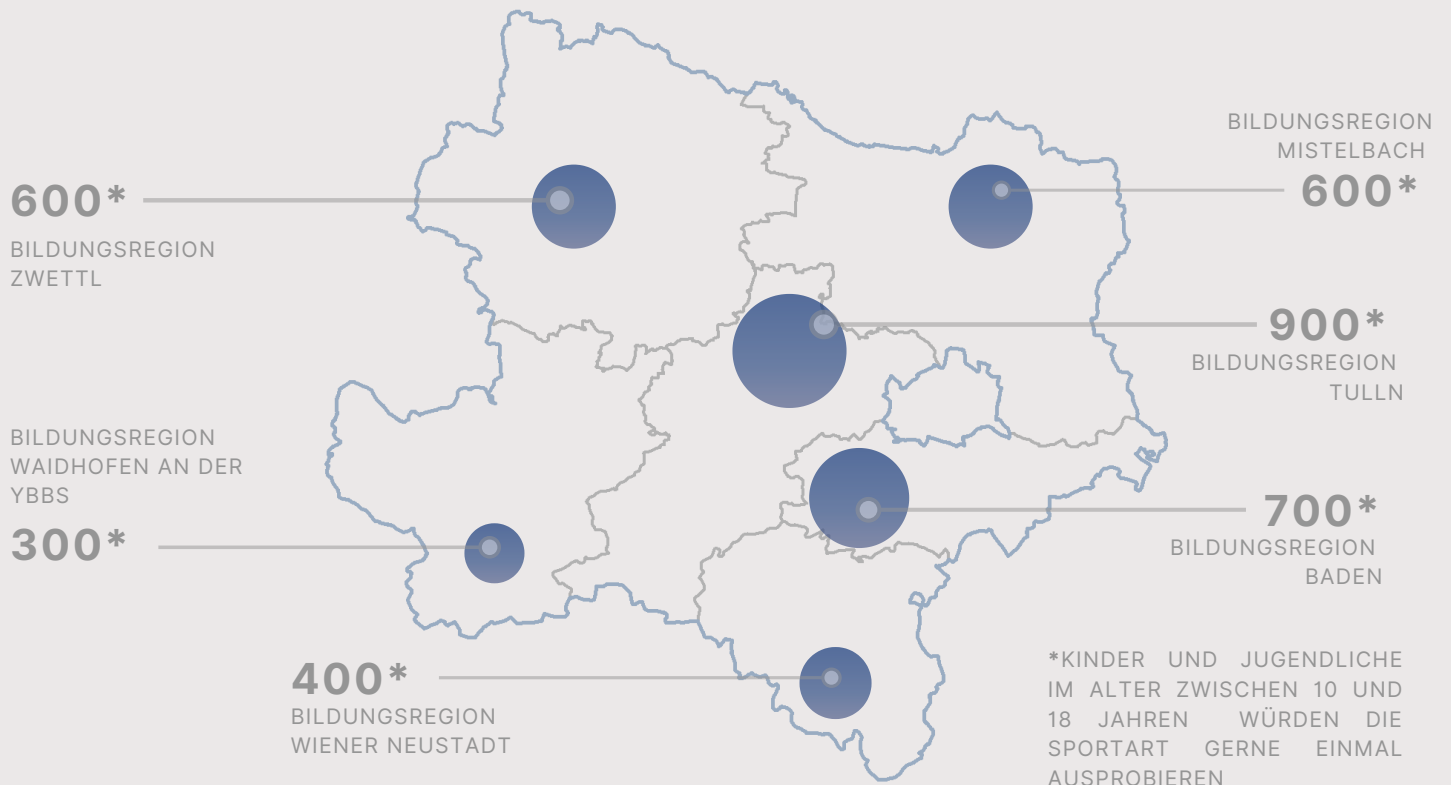 600*
BILDUNGSREGION
ZWETTL
BILDUNGSREGION
MISTELBACH
600*
900*
BILDUNGSREGION
TULLN
BILDUNGSREGION
WAIDHOFEN AN DER
YBBS
300*
700*
BILDUNGSREGION
BADEN
400*
BILDUNGSREGION
WIENER NEUSTADT
*KINDER UND JUGENDLICHE
IM ALTER ZWISCHEN 10 UND
18 JAHREN WÜRDEN DIE
SPORTART GERNE EINMAL
AUSPROBIEREN